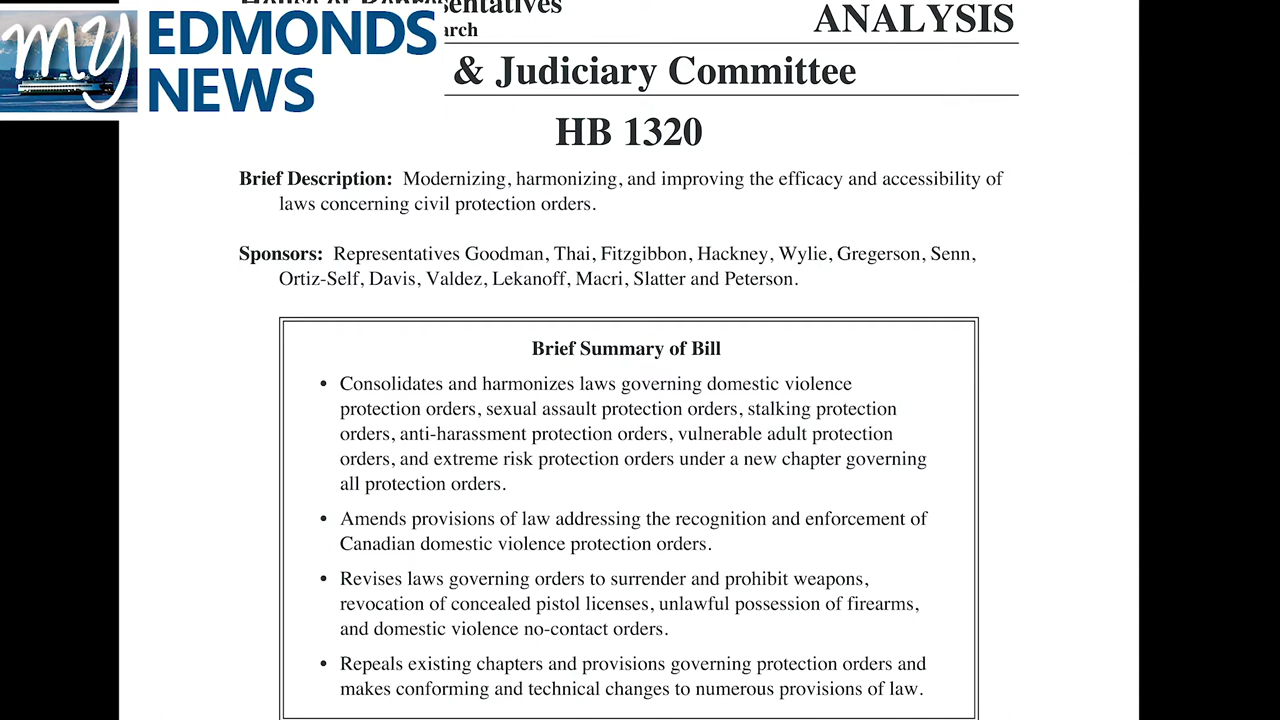 House of Representatives
my
EDMONDS
NEWS
arch
ANALYSIS
& Judiciary Committee
HB 1320
Brief Description: Modernizing, harmonizing, and improving the efficacy and accessibility of
laws concerning civil protection orders.
Sponsors: Representatives Goodman, Thai, Fitzgibbon, Hackney, Wylie, Gregerson, Senn,
Ortiz-Self, Davis, Valdez, Lekanoff, Macri, Slatter and Peterson.
Brief Summary of Bill
• Consolidates and harmonizes laws governing domestic violence
protection orders, sexual assault protection orders, stalking protection
orders, anti-harassment protection orders, vulnerable adult protection
orders, and extreme risk protection orders under a new chapter governing
all protection orders.
• Amends provisions of law addressing the recognition and enforcement of
Canadian domestic violence protection orders.
• Revises laws governing orders to surrender and prohibit weapons,
revocation of concealed pistol licenses, unlawful possession of firearms,
and domestic violence no-contact orders.
• Repeals existing chapters and provisions governing protection orders and
makes conforming and technical changes to numerous provisions of law.